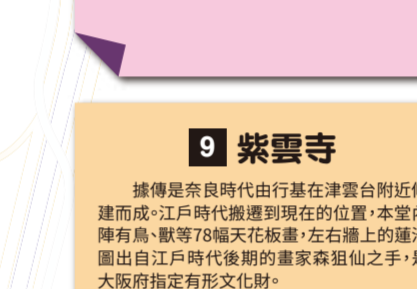 9 紫雲寺
據傳是奈良時代由行基在津雲台附近
建而成。江戶時代搬遷到現在的位置，本堂
陣有鳥、獸等78幅天花板畫，左右牆上的蓮
圖出自江戶時代後期的畫家森狙仙之手，
大阪府指定有形文化財。